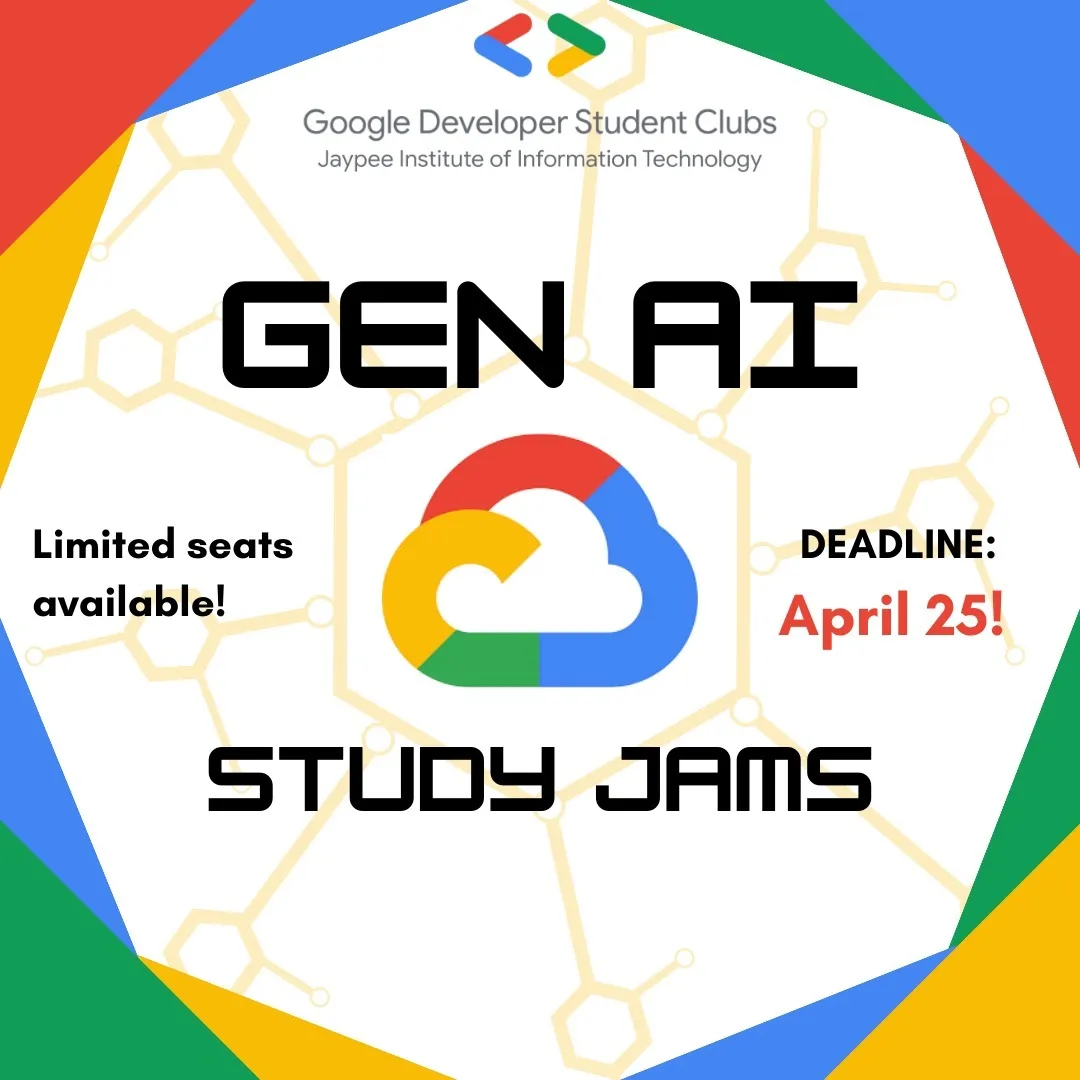 Google Developer Student Clubs
Jaypee Institute of Information Technology
GEN AI
Limited seats
available!
DEADLINE:
April 25!
STUDY JAMS